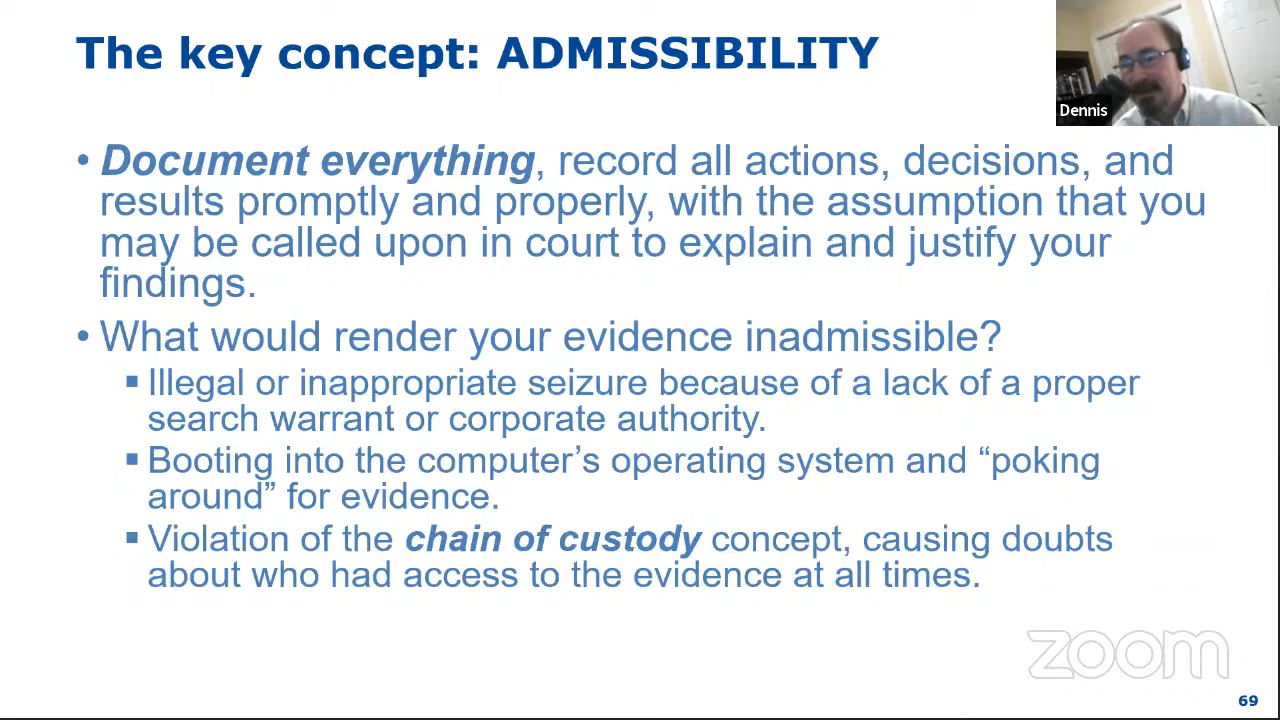 The key concept: ADMISSIBILITY
Dennis
• Document everything, record all actions, decisions, and
results promptly and properly, with the assumption that you
may be called upon in court to explain and justify your
findings.
• What would render your evidence inadmissible?
▪ Illegal or inappropriate seizure because of a lack of a proper
search warrant or corporate authority.
▪ Booting into the computer’s operating system and “poking
around” for evidence.
▪ Violation of the chain of custody concept, causing doubts
about who had access to the evidence at all times.
zoom
69